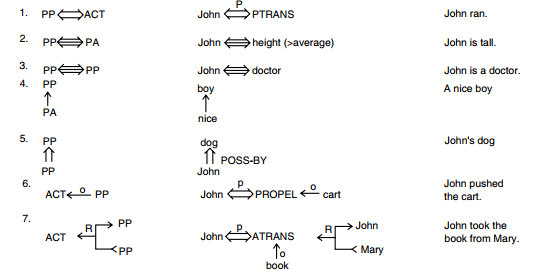 1. PP ACT John p PTRANS John ran.
2. PP PA John height (>average) John is tall.
3. PP PP John doctor John is a doctor.
4. PP boy A nice boy
PA nice
5. PP dog John's dog
POSS-BY
PP John
6. ACT o PP John p PROPEL o cart John pushed
the cart.
7. ACT R PP PP John p ATRANS R John Mary John took the
book from Mary.
o
book